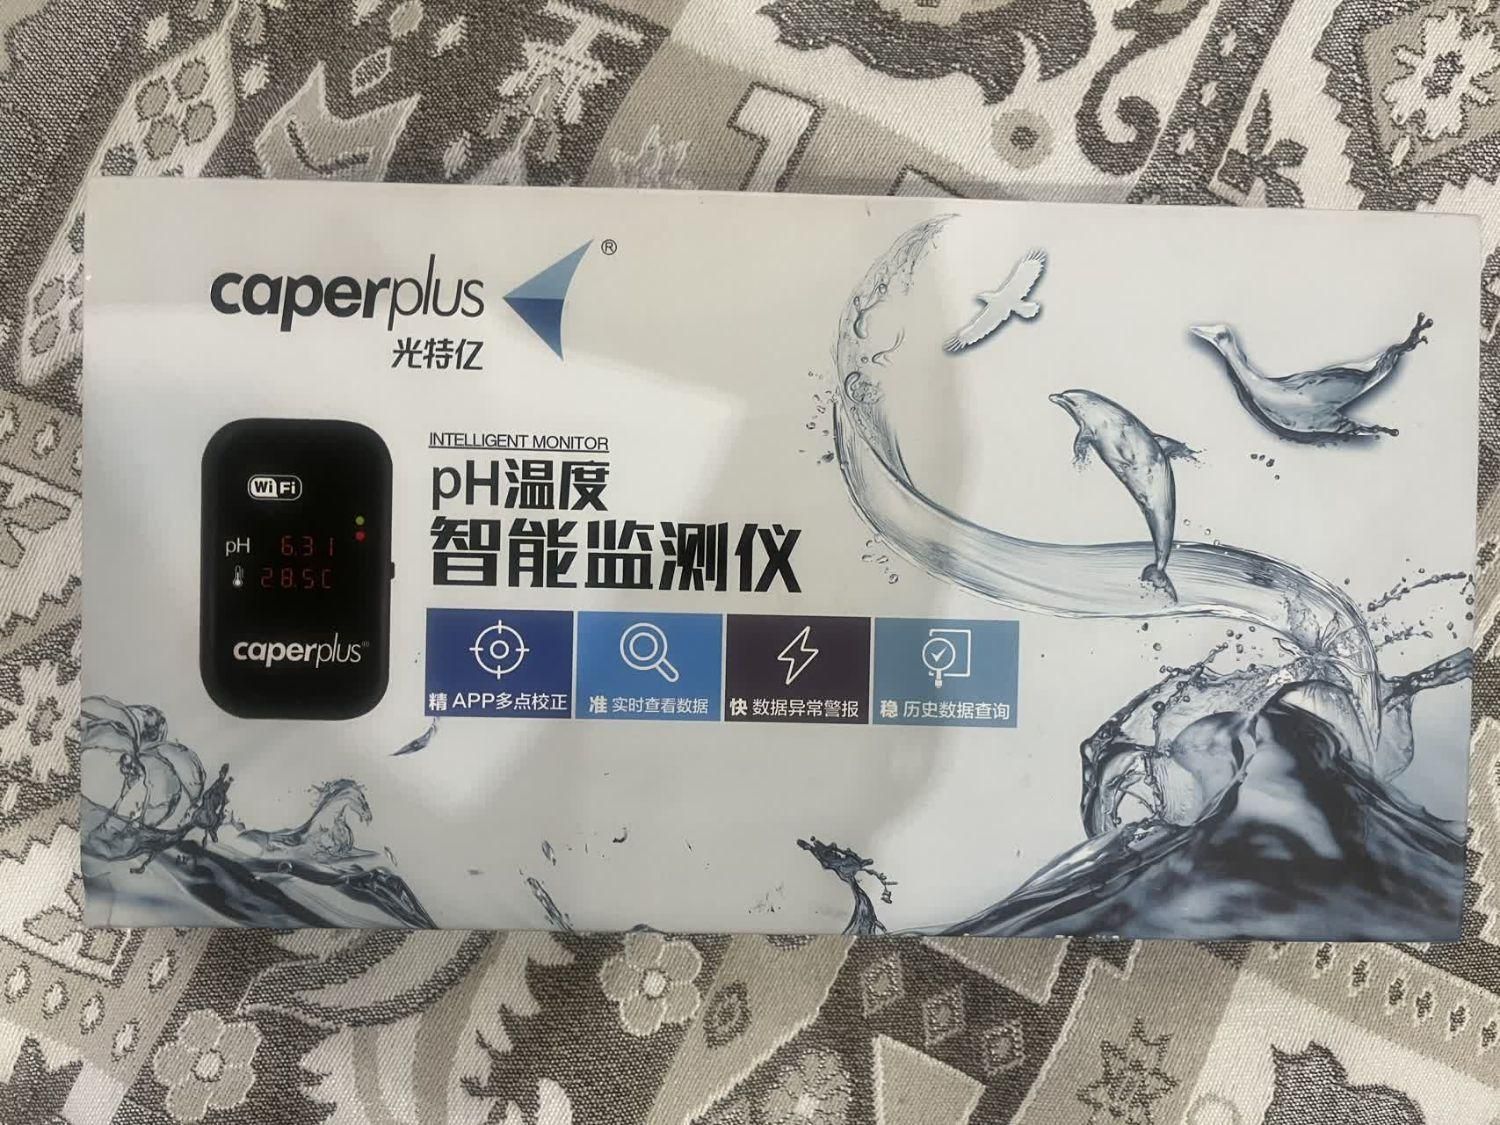 caperplus ®
光特亿
INTELLIGENT MONITOR
pH温度
智能监测仪
WiFi
pH 6.31
28.5C
caperplus®
精 APP多点校正
准 实时查看数据
快 数据异常警报
稳 历史数据查询